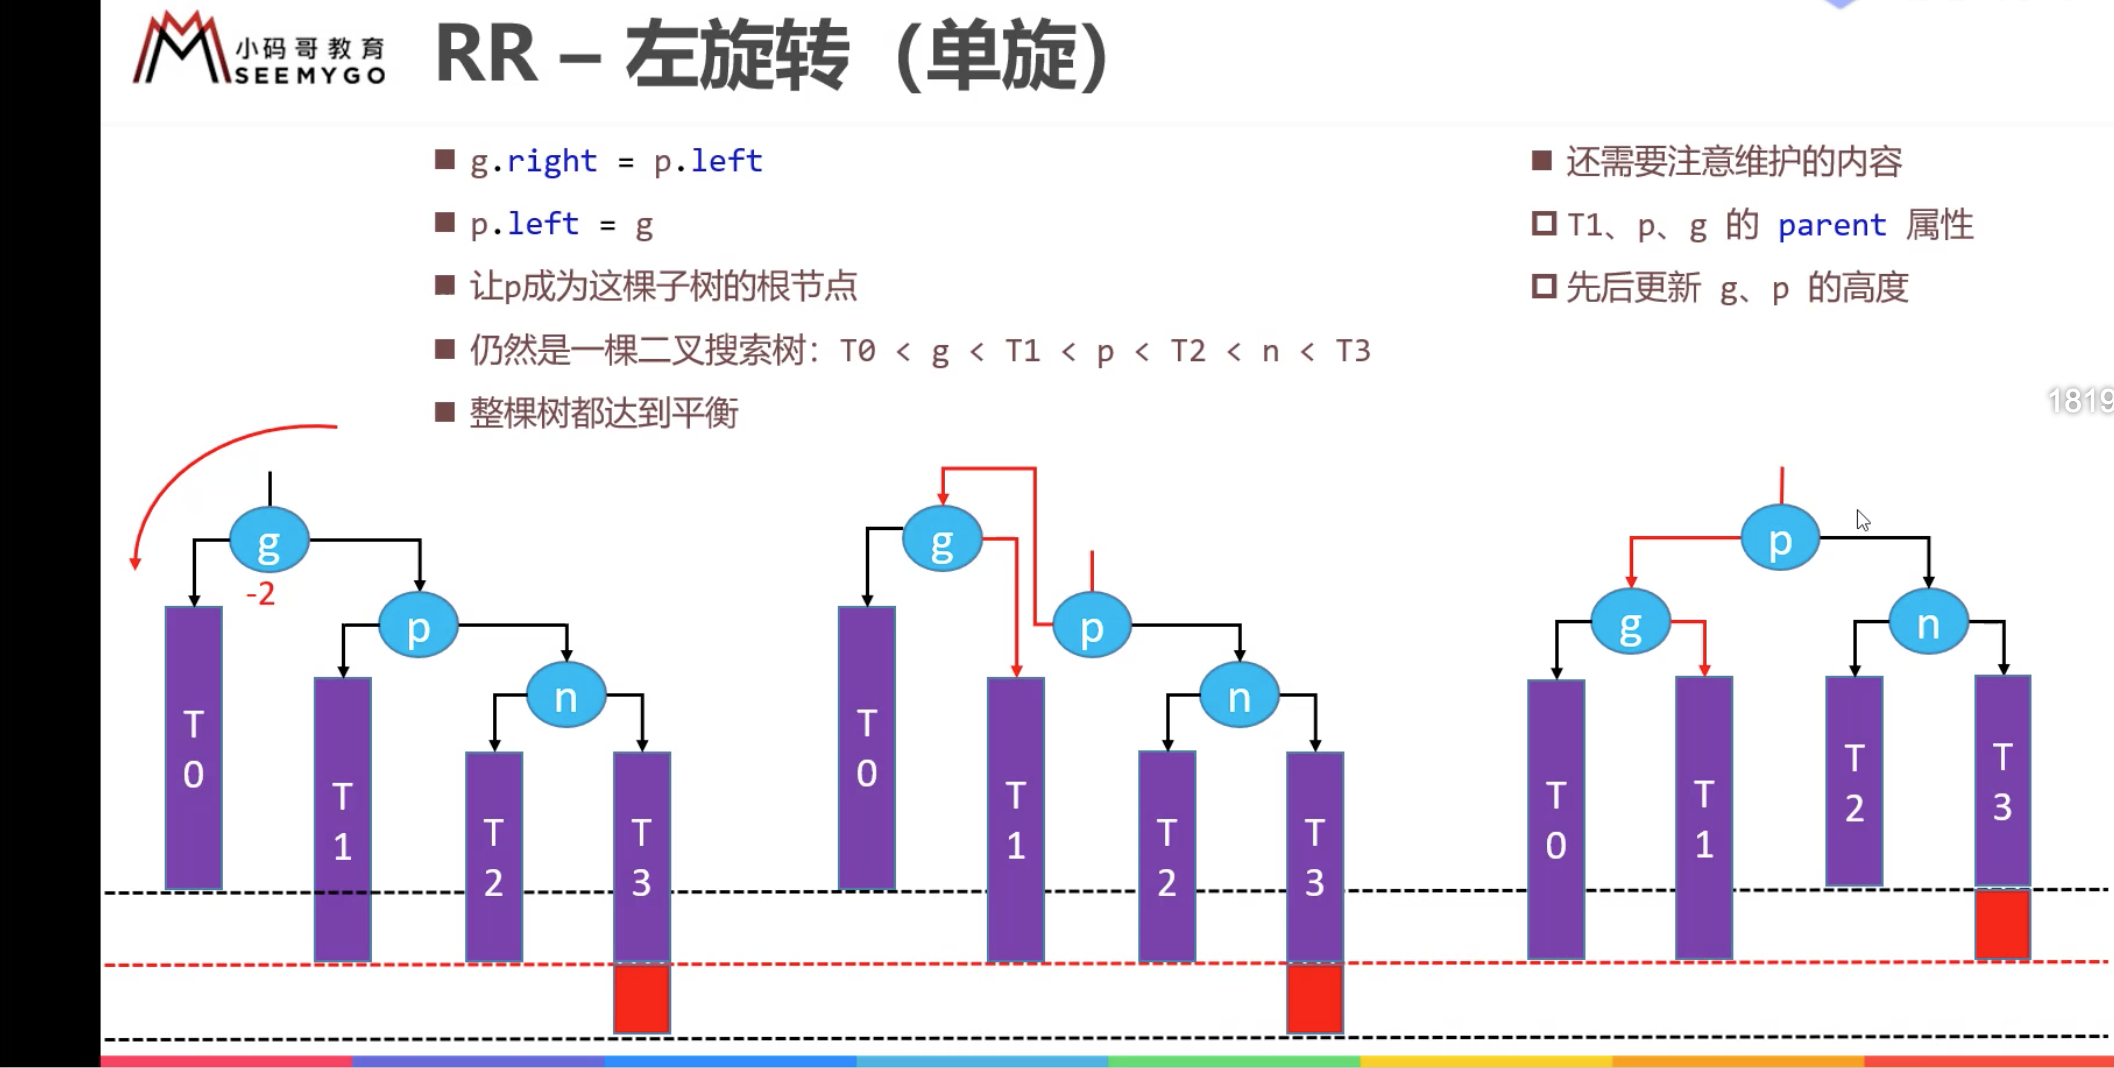 小码哥教育
SEEMYGO
RR – 左旋转（单旋）
g.right = p.left
p.left = g
让p成为这棵子树的根节点
仍然是一棵二叉搜索树：T0 < g < T1 < p < T2 < n < T3
整棵树都达到平衡
还需要注意维护的内容
T1、p、g 的 parent 属性
先后更新 g、p 的高度
1819
g
-2
p
n
T0
T1
T2
T3
g
p
n
T0
T1
T2
T3
p
g
n
T0
T1
T2
T3